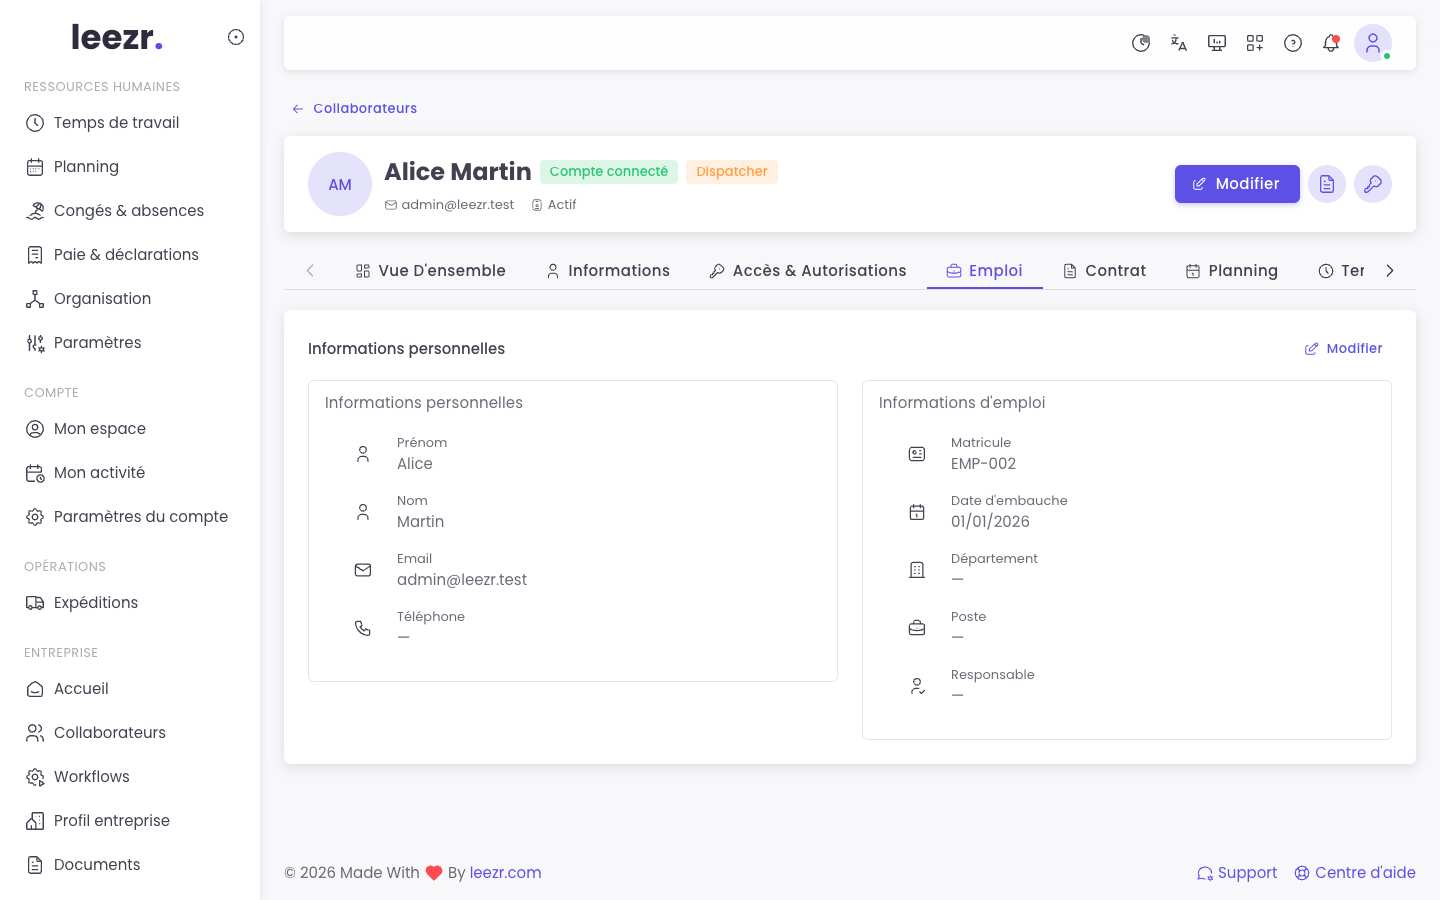 leezr.
RESSOURCES HUMAINES
Temps de travail
Planning
Congés & absences
Paie & déclarations
Organisation
Paramètres
COMPTE
Mon espace
Mon activité
Paramètres du compte
OPÉRATIONS
Expéditions
ENTREPRISE
Accueil
Collaborateurs
Workflows
Profil entreprise
Documents
Collaborateurs
AM
Alice Martin Compte connecté Dispatcher
admin@leezr.test Actif
Modifier
Vue D'ensemble Informations Accès & Autorisations Emploi Contrat Planning Ter
Informations personnelles
Modifier
Informations personnelles
Prénom
Alice
Nom
Martin
Email
admin@leezr.test
Téléphone
—
Informations d'emploi
Matricule
EMP-002
Date d'embauche
01/01/2026
Département
—
Poste
—
Responsable
—
© 2026 Made With By leezr.com
Support Centre d'aide